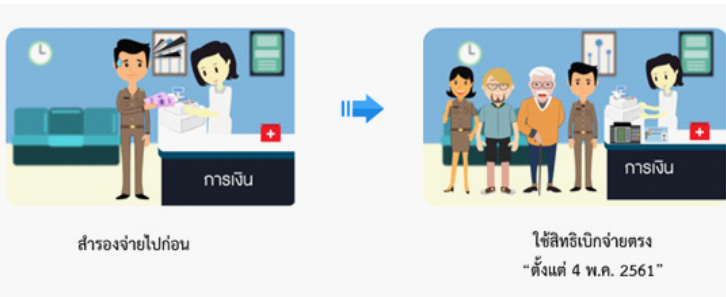 การเงิน
การเงิน
สำรองจ่ายไปก่อน
ใช้สิทธิเบิกจ่ายตรง
“ตั้งแต่ 4 พ.ค. 2561”